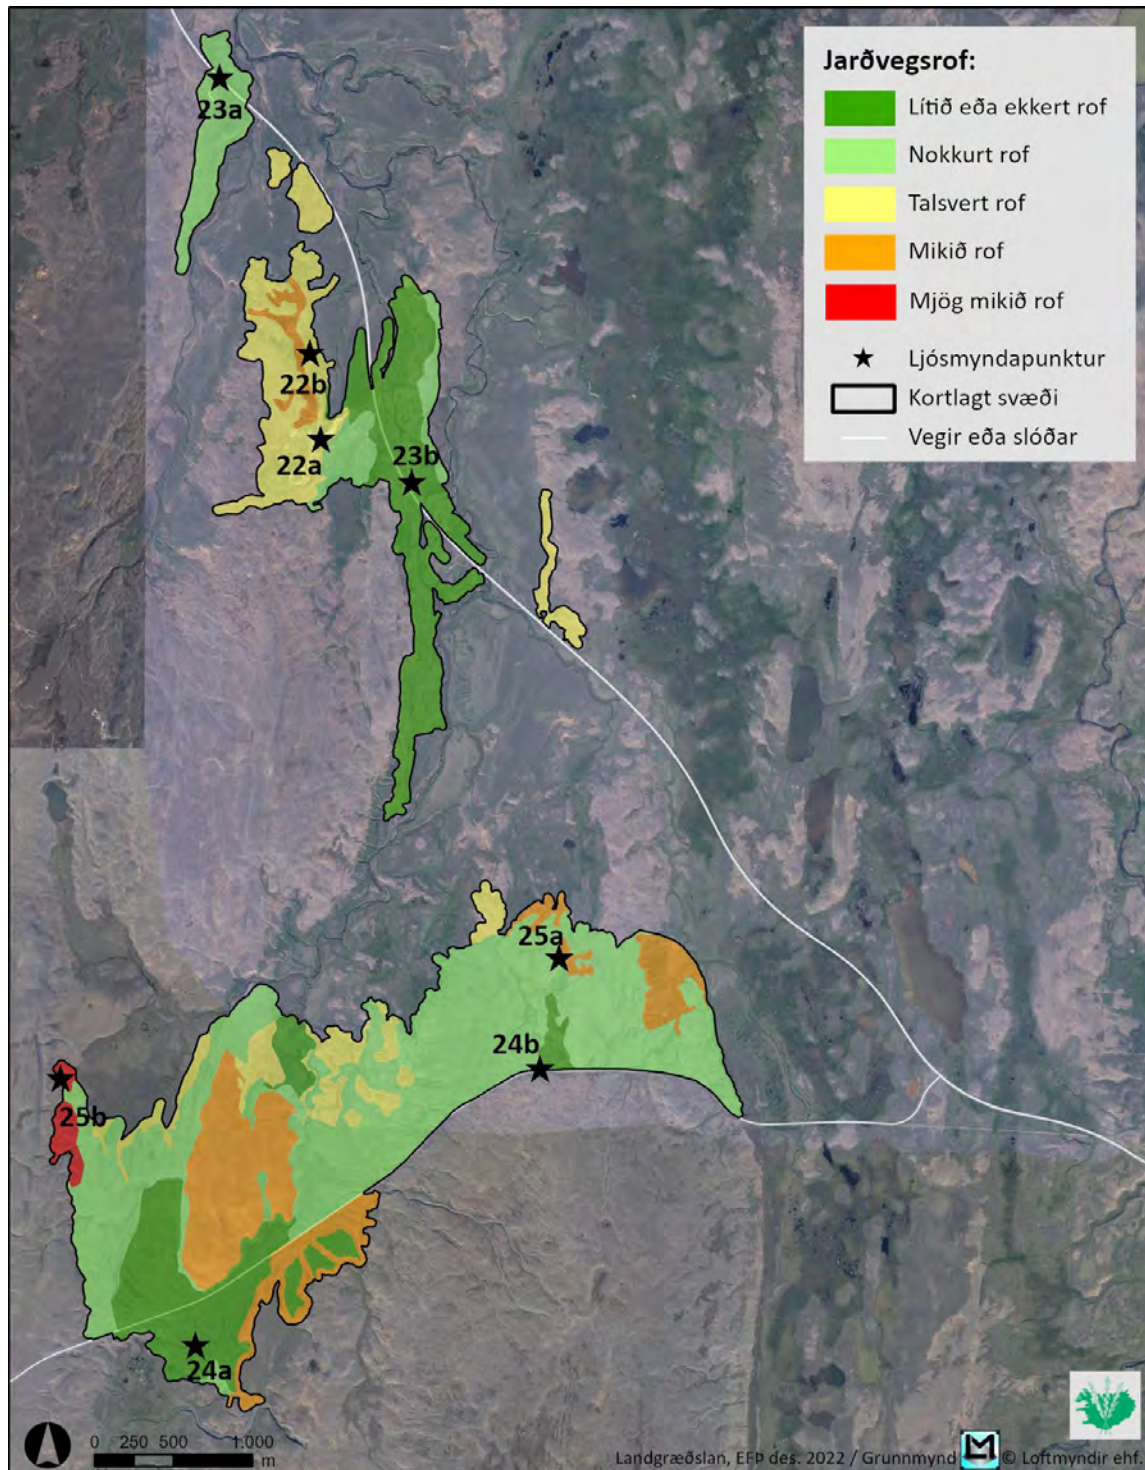 Jarðvegsrof:
Lítið eða ekkert rof
Nokkurt rof
Talsvert rof
Mikið rof
Mjög mikið rof
Ljósmyndapunktur
Kortlagt svæði
Vegir eða slóðar
23a
22b
22a
23b
25a
24b
25b
24a
0 250 500 1.000
m
Landgræðslan, EFÞ des. 2022 / Grunnmynd © Loftmyndir ehf.